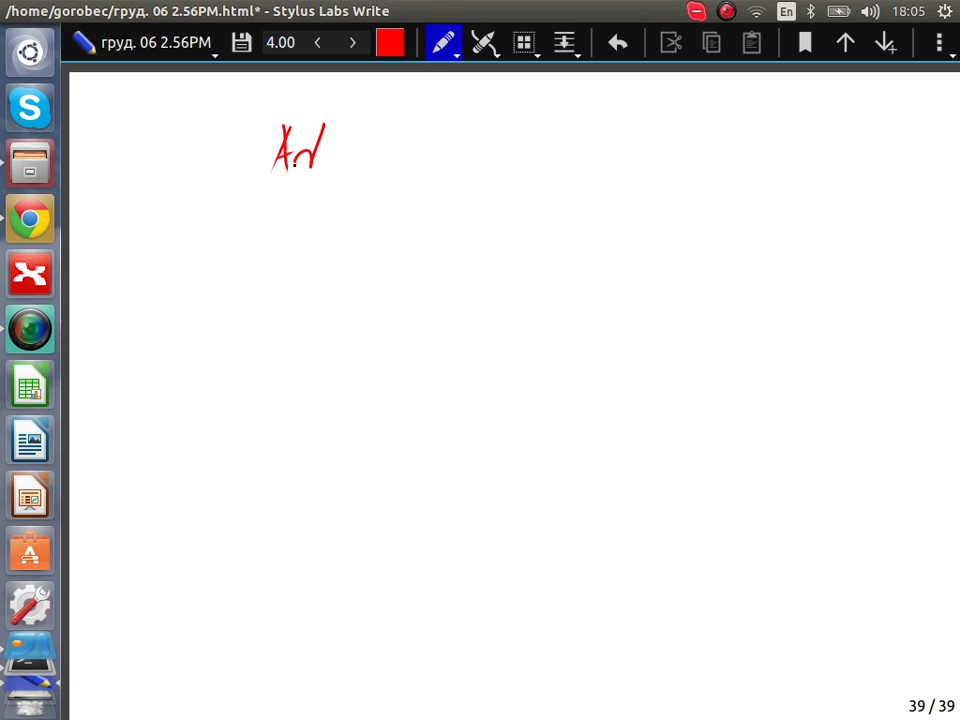 /home/gorobec/груд. 06 2.56PM.html* - Stylus Labs Write
En
18:05
груд. 06 2.56PM
4.00
Ad
39 / 39